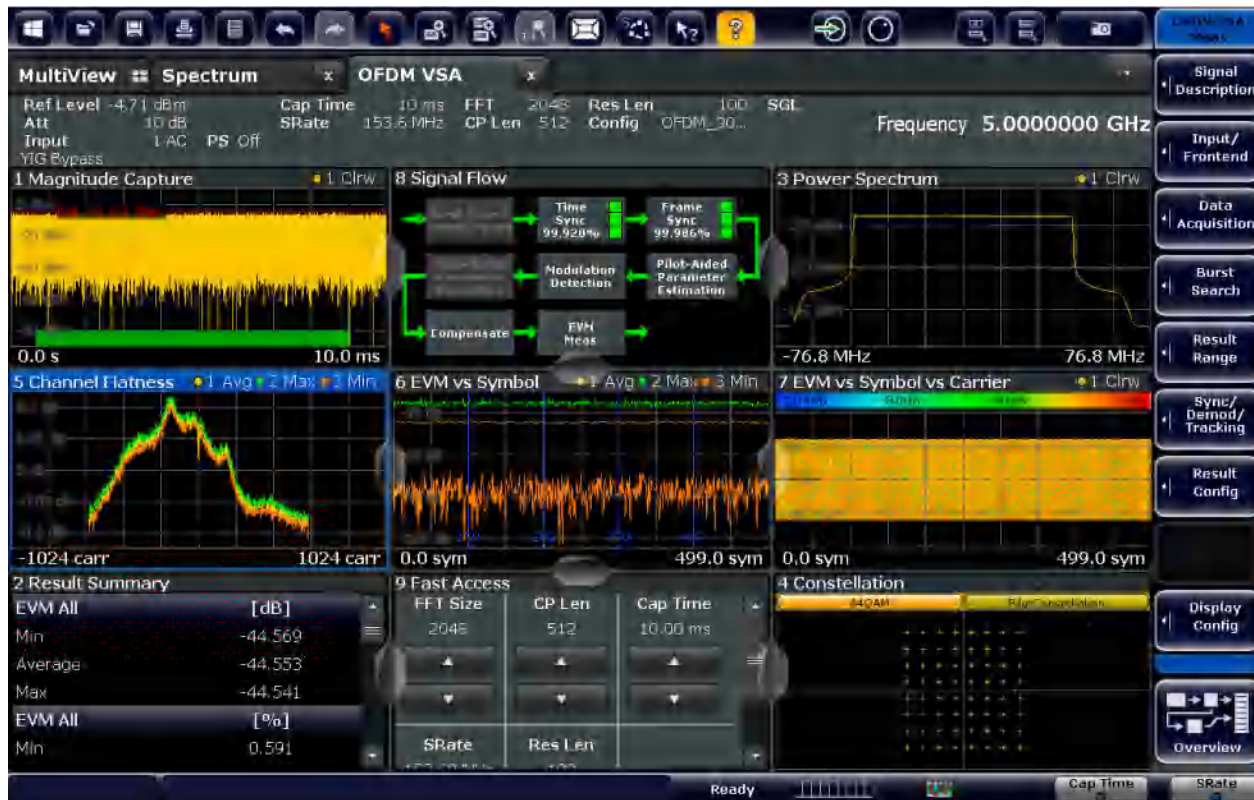 MultiView
Spectrum x
OFDM VSA x
Ref Level -4.71 dBm Cap Time 10 ms FFT 2048 Res Len 100 SGL
Att 10 dB SRate 153.6 MHz CP Len 512 Config OFDM_90...
Input 1 AC PS Off
YIG Bypass
Frequency 5.0000000 GHz
1 Magnitude Capture 1 Clrw
0.0 s 10.0 ms
8 Signal Flow
Time Sync 99.920%
Frame Sync 99.986%
Modulation Detection
Pilot-Aided Parameter Estimation
Compensate
EVM Meas
3 Power Spectrum 1 Clrw
-76.8 MHz 76.8 MHz
5 Channel Flatness 1 Avg 2 Max 3 Min
-1024 carr 1024 carr
6 EVM vs Symbol 1 Avg 2 Max 3 Min
0.0 sym 499.0 sym
7 EVM vs Symbol vs Carrier 1 Clrw
0.0 sym 499.0 sym
2 Result Summary
EVM All [dB]
Min -44.569
Average -44.553
Max -44.541
EVM All [%]
Min 0.591
9 Fast Access
FFT Size CP Len Cap Time
2048 512 10.00 ms
SRate Res Len
4 Constellation
64QAM
Signal Description
Input/ Frontend
Data Acquisition
Burst Search
Result Range
Sync/ Demod/ Tracking
Result Config
Display Config
Overview
Ready
Cap Time
SRate